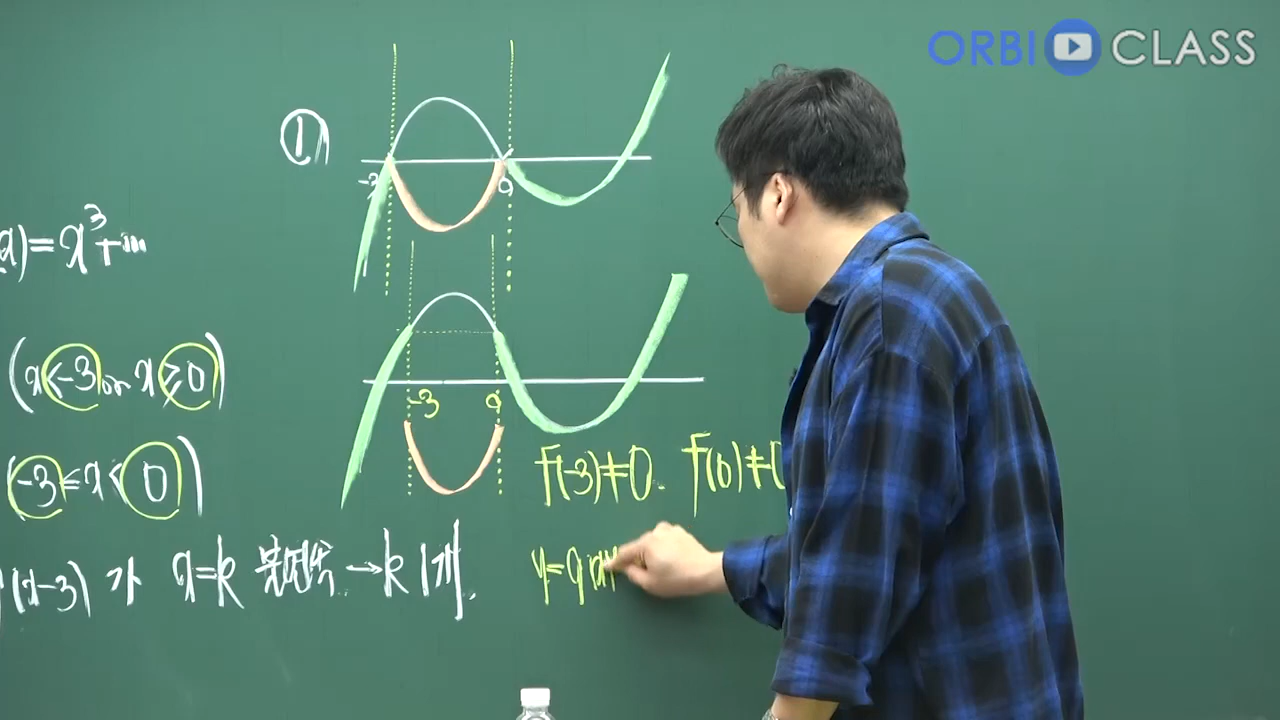 ORBI CLASS
①
-3 0
x)=x³+...
(x<-3 or x≥0)
-3 0
(-3≤x<0)
f(-3)≠0. f(0)≠0
(x-3) 가 x=k 불연속 → k 1개.
y=g(x)